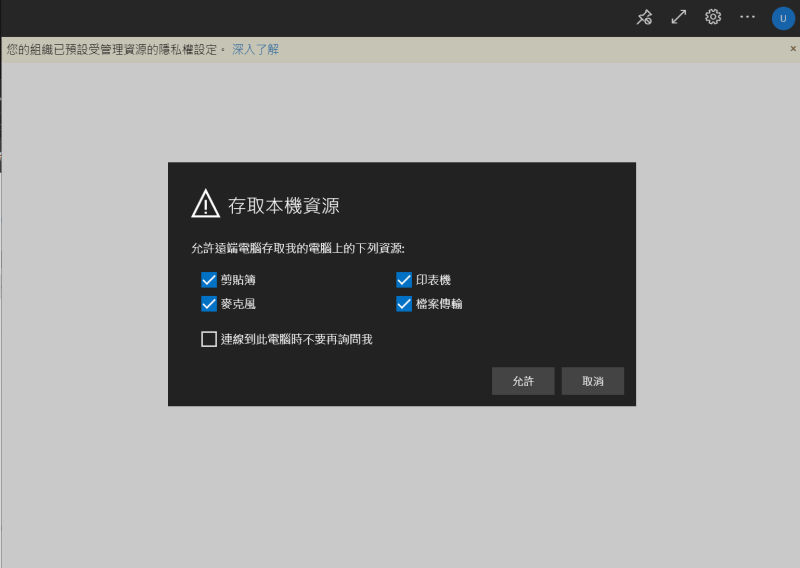 U
您的組織已預設受管理資源的隱私權設定。 深入了解
存取本機資源
允許遠端電腦存取我的電腦上的下列資源:
剪貼簿 印表機
麥克風 檔案傳輸
連線到此電腦時不要再詢問我
允許 取消